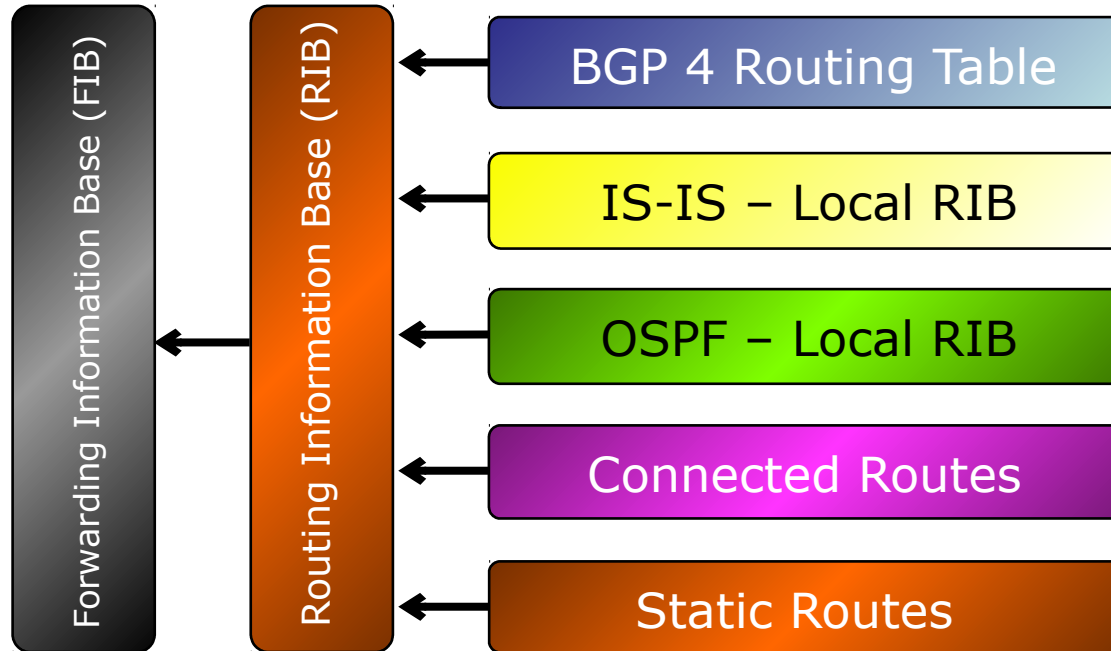 Forwarding Information Base (FIB)
Routing Information Base (RIB)
BGP 4 Routing Table
IS-IS – Local RIB
OSPF – Local RIB
Connected Routes
Static Routes